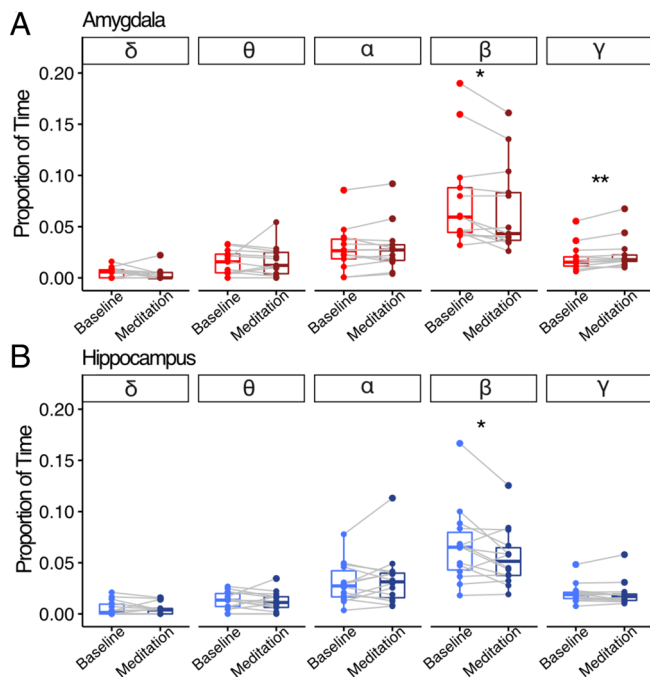 A
Amygdala
δ θ α β γ
Proportion of Time
0.20
0.15
0.10
0.05
0.00
* **
Baseline Meditation Baseline Meditation Baseline Meditation Baseline Meditation Baseline Meditation
B
Hippocampus
δ θ α β γ
Proportion of Time
0.20
0.15
0.10
0.05
0.00
*
Baseline Meditation Baseline Meditation Baseline Meditation Baseline Meditation Baseline Meditation